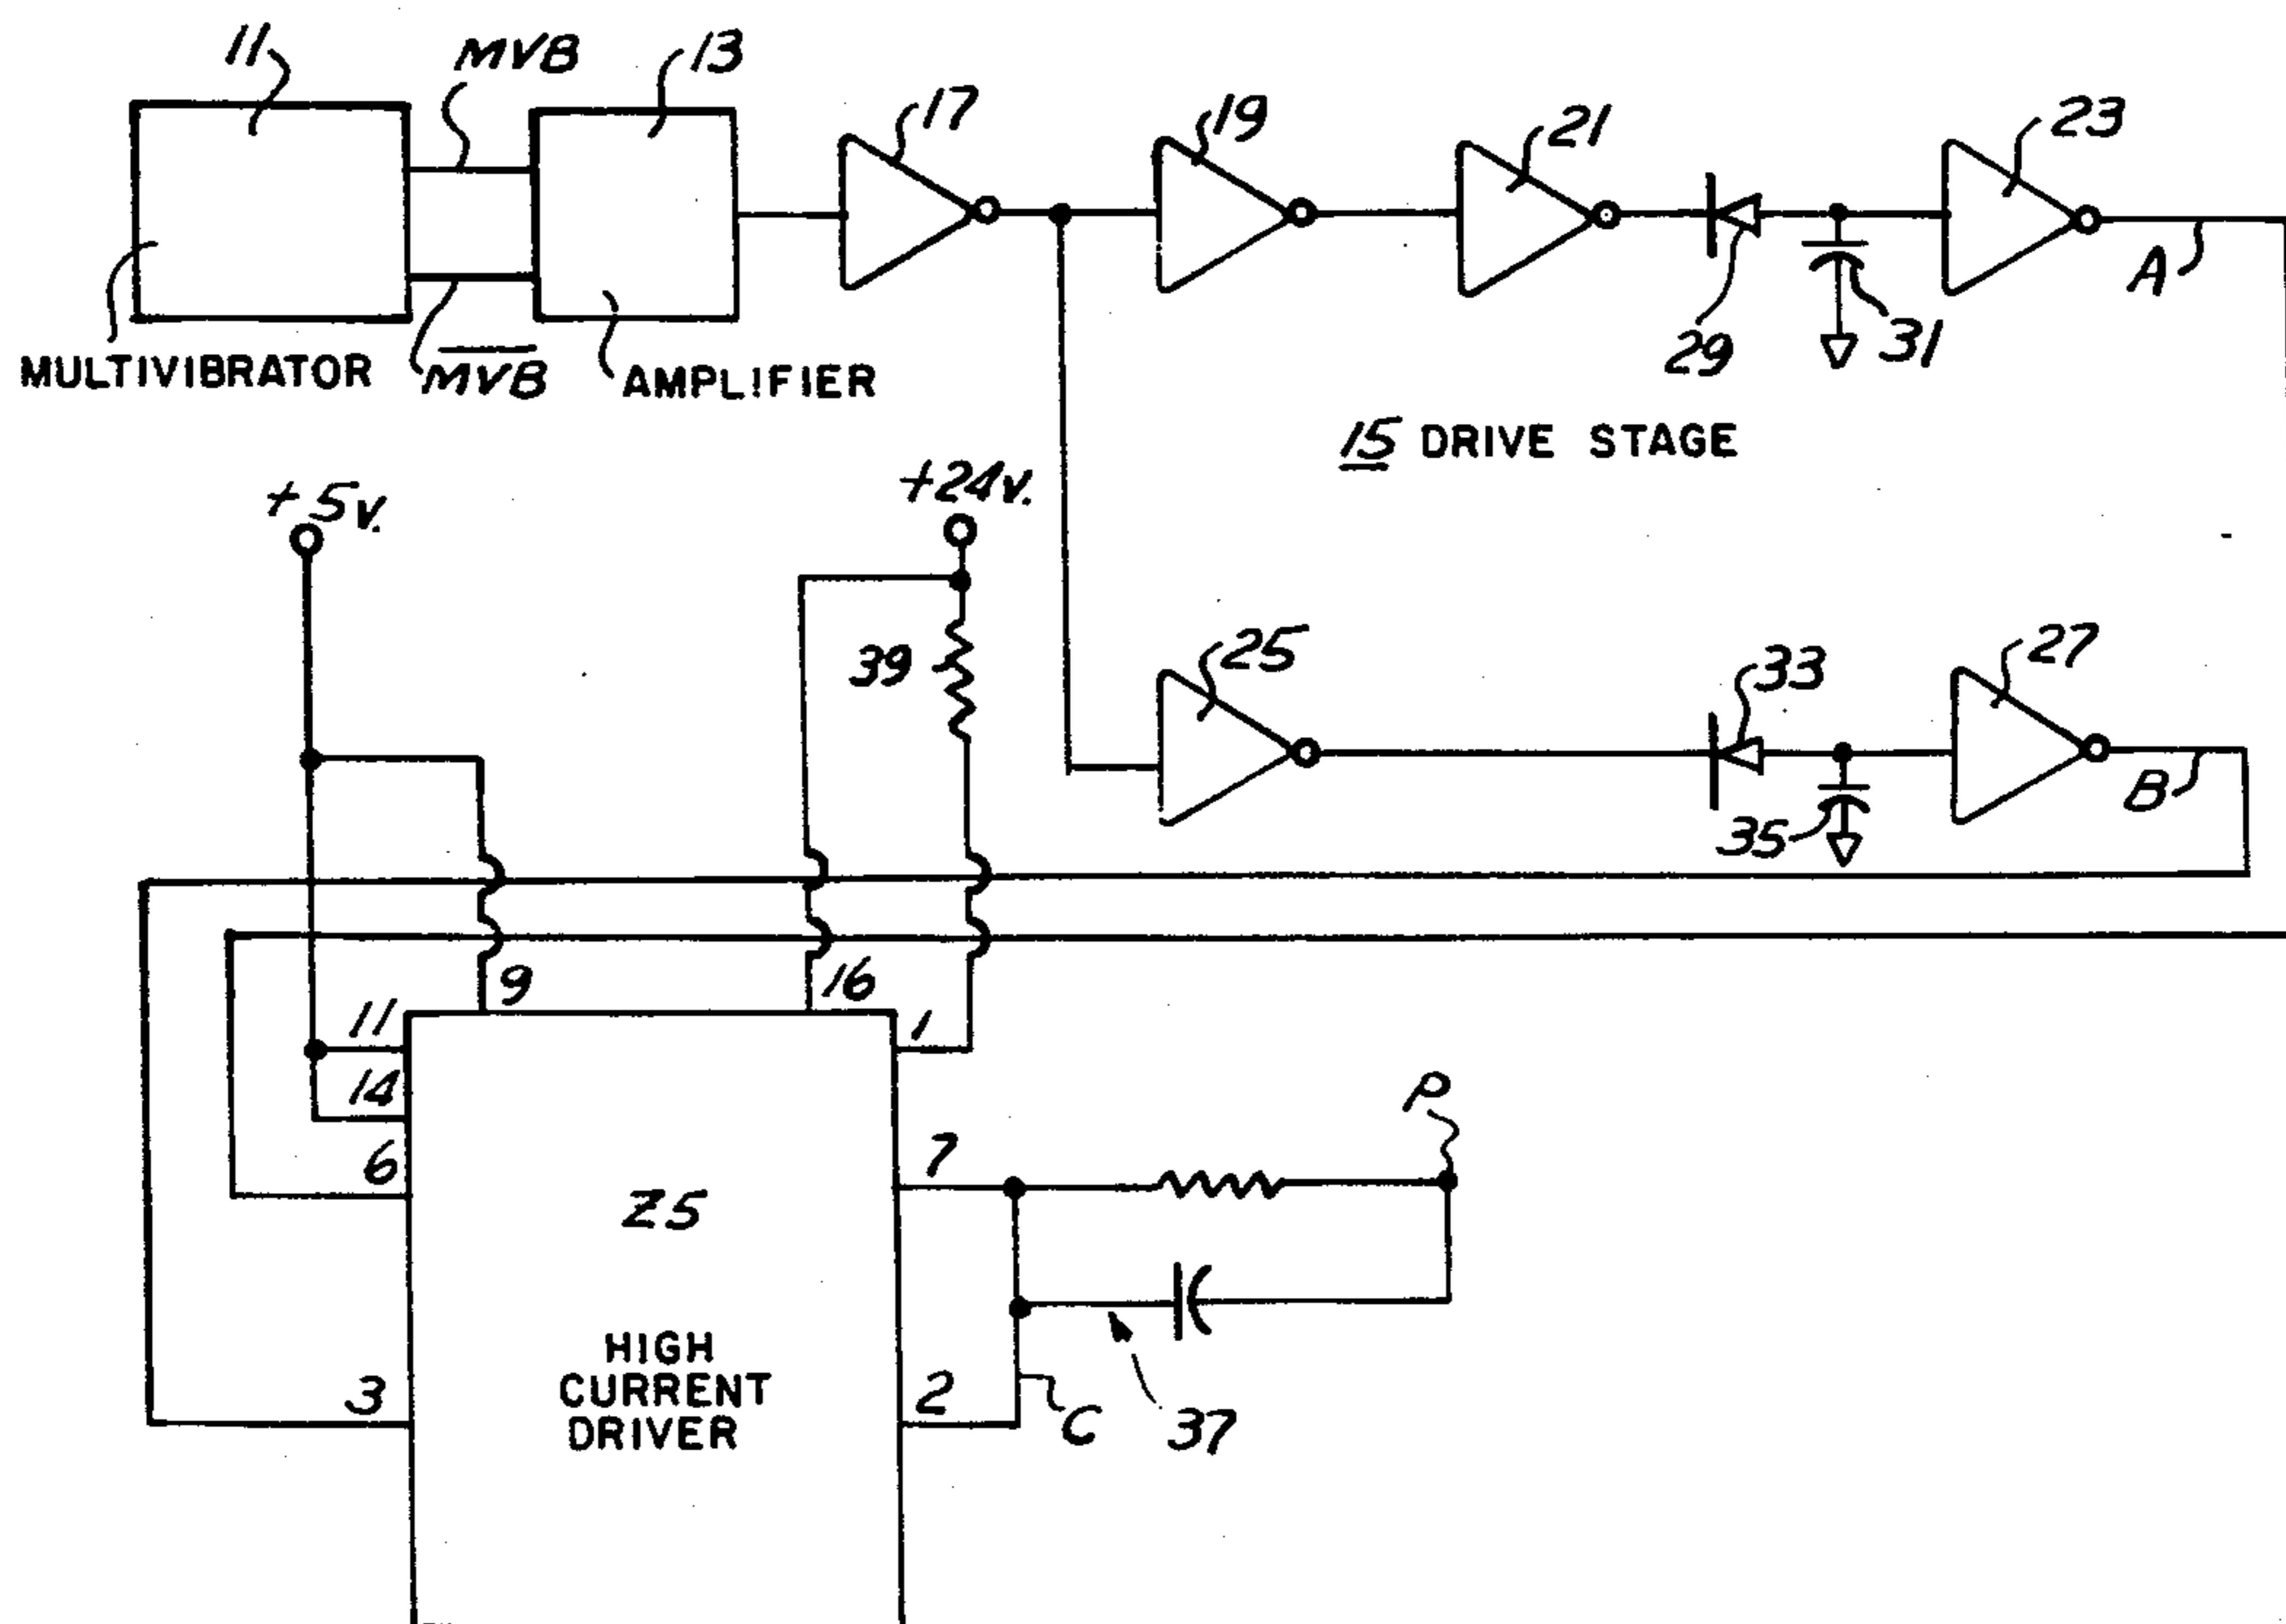 11
MVB
13
17
19
21
23
MULTIVIBRATOR
M̅V̅B̅
AMPLIFIER
29
31
A
15 DRIVE STAGE
+5v.
+24v.
39
25
33
27
35
B
9
16
11
1
14
6
7
P
Z5
HIGH
CURRENT
DRIVER
3
2
C
37